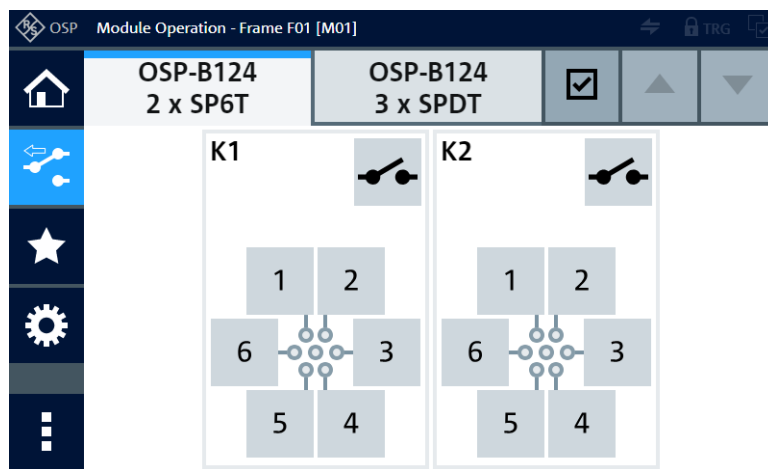 R&S OSP Module Operation - Frame F01 [M01] TRG
OSP-B124 OSP-B124
2 x SP6T 3 x SPDT
K1 K2
1 2 1 2
6 3 6 3
5 4 5 4